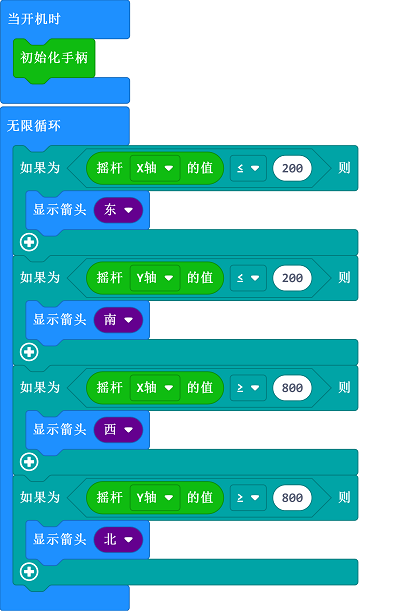 当开机时
初始化手柄
无限循环
如果为 摇杆 X轴 的值 ≤ 200 则
显示箭头 东
如果为 摇杆 Y轴 的值 ≤ 200 则
显示箭头 南
如果为 摇杆 X轴 的值 ≥ 800 则
显示箭头 西
如果为 摇杆 Y轴 的值 ≥ 800 则
显示箭头 北